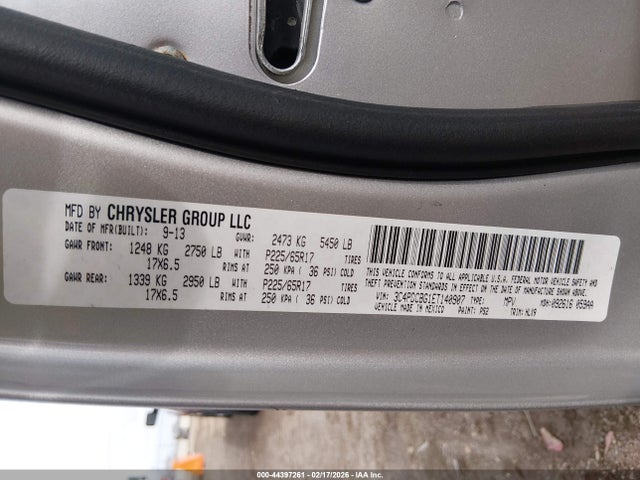 MFD BY CHRYSLER GROUP LLC
DATE OF MFR(BUILT): 9-13 GVWR: 2473 KG 5450 LB
GAWR FRONT: 1248 KG 2750 LB WITH P225/65R17 TIRES
17X6.5 RIMS AT 250 KPA ( 36 PSI) COLD
GAWR REAR: 1339 KG 2950 LB WITH P225/65R17 TIRES
17X6.5 RIMS AT 250 KPA ( 36 PSI) COLD
THIS VEHICLE CONFORMS TO ALL APPLICABLE U.S.A. FEDERAL MOTOR VEHICLE SAFETY AND
THEFT PREVENTION STANDARDS IN EFFECT ON THE DATE OF MANUFACTURE SHOWN ABOVE.
VIN: 3C4PDCBG1ET140907 TYPE: MPV MDH: 092616 059AA
VEHICLE MADE IN MEXICO PAINT: PS2 TRIM: HLX9
000-44397261 - 02/17/2026 - IAA Inc.